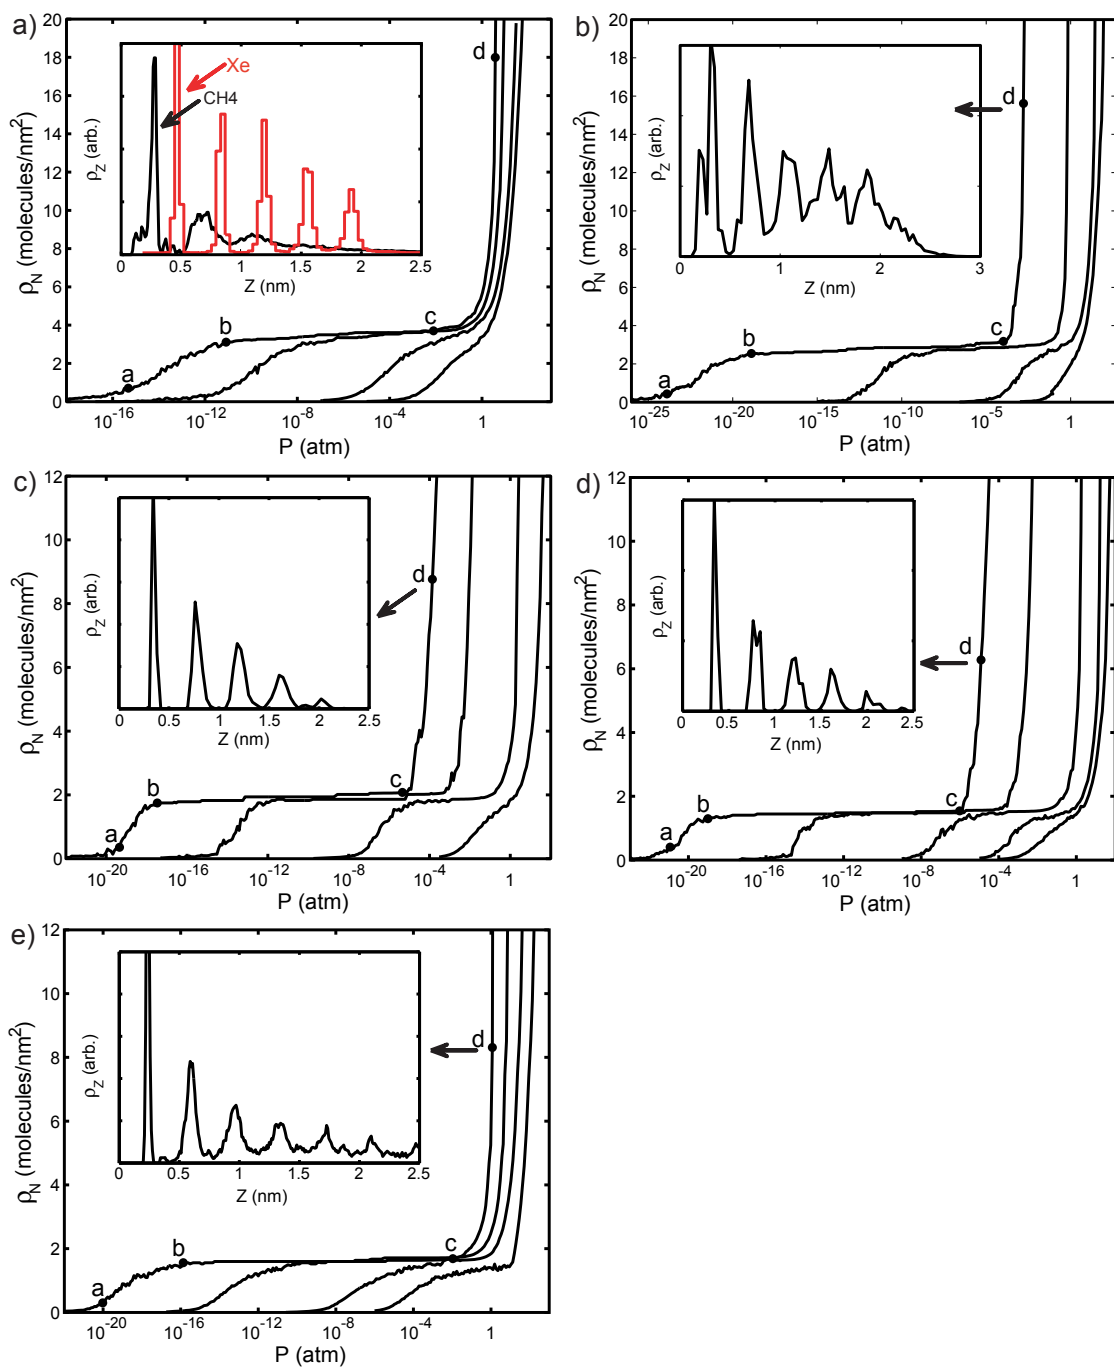 a)
20
18
16
14
12
10
8
6
4
2
0
ρN (molecules/nm²)
10⁻¹⁶
10⁻¹²
10⁻⁸
10⁻⁴
1
P (atm)
a
b
c
d
Xe
CH4
ρZ (arb.)
0
0.5
1
1.5
2
2.5
Z (nm)
b)
20
18
16
14
12
10
8
6
4
2
0
ρN (molecules/nm²)
10⁻²⁵
10⁻²⁰
10⁻¹⁵
10⁻¹⁰
10⁻⁵
1
P (atm)
a
b
c
d
ρZ (arb.)
0
1
2
3
Z (nm)
c)
12
10
8
6
4
2
0
ρN (molecules/nm²)
10⁻²⁰
10⁻¹⁶
10⁻¹²
10⁻⁸
10⁻⁴
1
P (atm)
a
b
c
d
ρZ (arb.)
0
0.5
1
1.5
2
2.5
Z (nm)
d)
12
10
8
6
4
2
0
ρN (molecules/nm²)
10⁻²⁰
10⁻¹⁶
10⁻¹²
10⁻⁸
10⁻⁴
1
P (atm)
a
b
c
d
ρZ (arb.)
0
0.5
1
1.5
2
2.5
Z (nm)
e)
12
10
8
6
4
2
0
ρN (molecules/nm²)
10⁻²⁰
10⁻¹⁶
10⁻¹²
10⁻⁸
10⁻⁴
1
P (atm)
a
b
c
d
ρZ (arb.)
0
0.5
1
1.5
2
2.5
Z (nm)